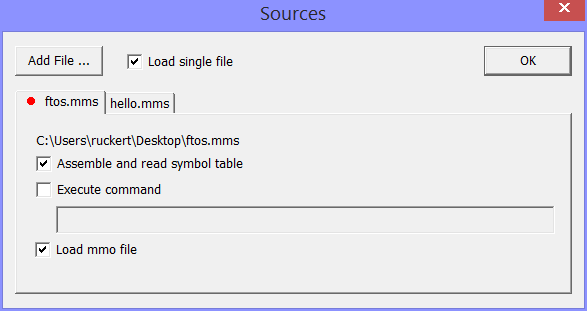 Sources
Add File ... Load single file OK
ftos.mms hello.mms
C:\Users\ruckert\Desktop\ftos.mms
Assemble and read symbol table
Execute command
Load mmo file